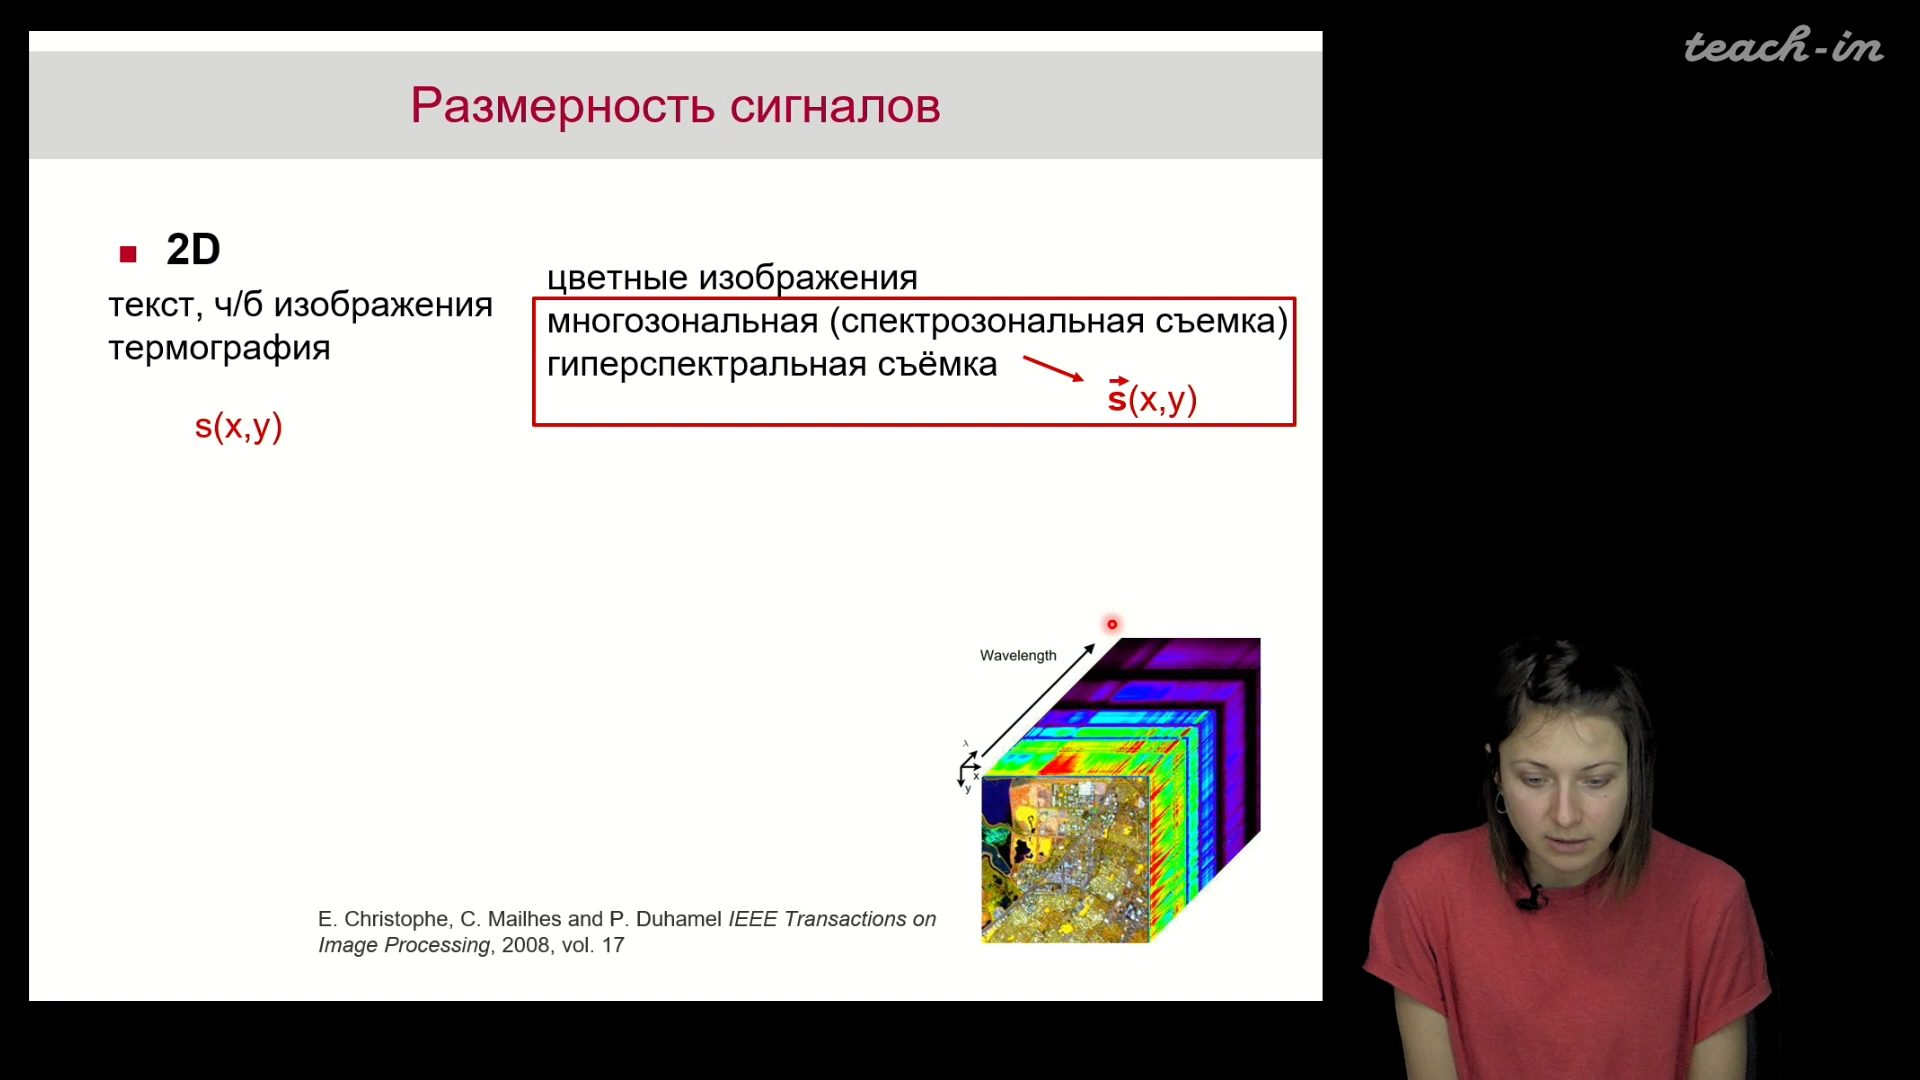 teach-in
Размерность сигналов
2D
текст, ч/б изображения
термография
s(x,y)
цветные изображения
многозональная (спектрозональная съемка)
гиперспектральная съёмка
s(x,y)
Wavelength
λ
x
y
E. Christophe, C. Mailhes and P. Duhamel IEEE Transactions on
Image Processing, 2008, vol. 17